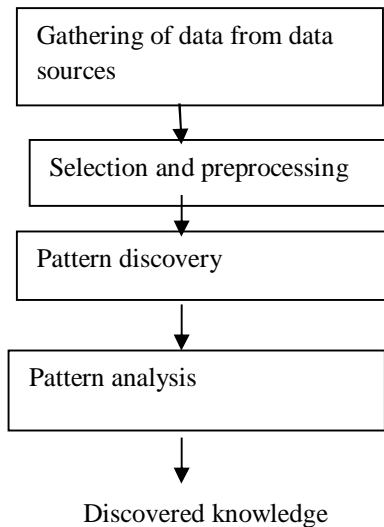 Gathering of data from data
sources
Selection and preprocessing
Pattern discovery
Pattern analysis
Discovered knowledge